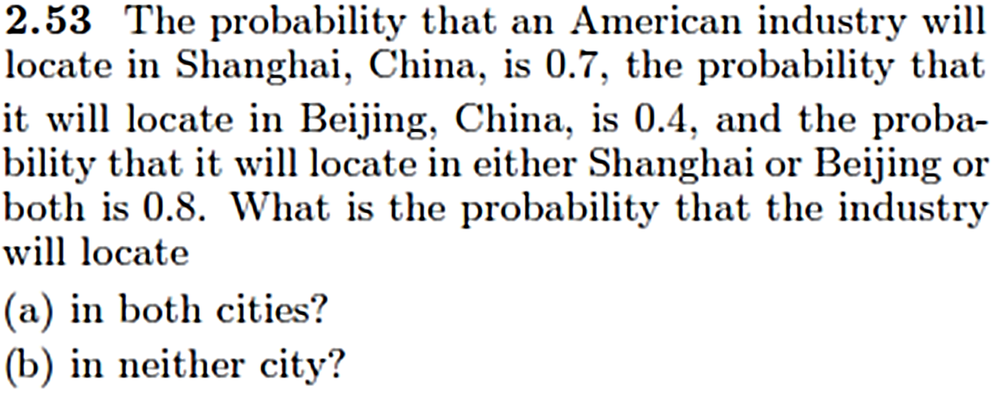 2.53 The probability that an American industry will
locate in Shanghai, China, is 0.7, the probability that
it will locate in Beijing, China, is 0.4, and the proba-
bility that it will locate in either Shanghai or Beijing or
both is 0.8. What is the probability that the industry
will locate
(a) in both cities?
(b) in neither city?